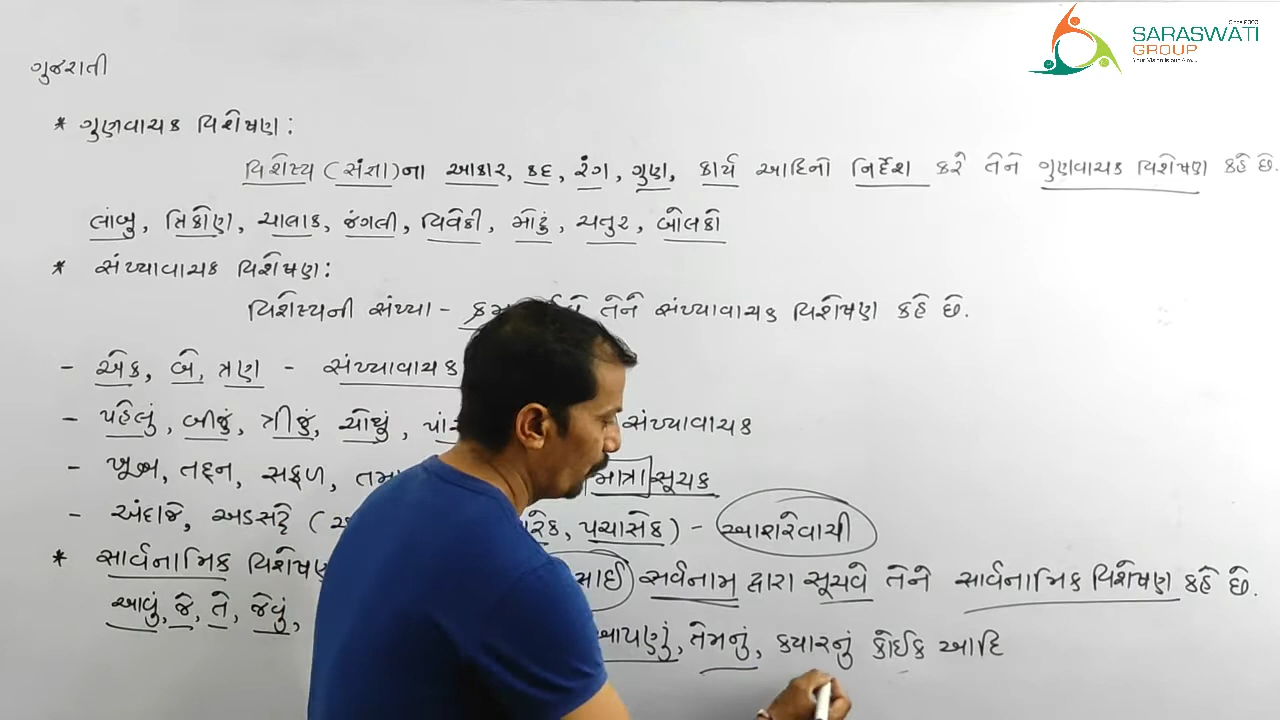 SARASWATI
GROUP
ગુજરાતી
* ગુણવાચક વિશેષણ :
વિશેષ્ય (સંજ્ઞા)ના આકાર, કદ, રંગ, ગુણ, કાર્ય આદિનો નિર્દેશ કરે તેને ગુણવાચક વિશેષણ કહે છે.
લાંબુ, ત્રિકોણ, ચાલાક, જંગલી, વિવેકી, મોટું, ચતુર, બોલકો
* સંખ્યાવાચક વિશેષણ :
વિશેષ્યની સંખ્યા - તેને સંખ્યાવાચક વિશેષણ કહે છે.
- એક, બે, ત્રણ - સંખ્યાવાચક
- પહેલું, બીજું, ત્રીજું, ચોથું, સંખ્યાવાચક
- ખૂબ, તદ્દન, સફળ, માત્રાસૂચક
- અંદાજે, અડસટ્ટે ( પચાસેક) - આશરેવાચી
* સાર્વનામિક વિશેષણ સર્વનામ દ્વારા સૂચવે તેને સાર્વનામિક વિશેષણ કહે છે.
આવું, જે, તે, જેવું,
આપણું, તેમનું, ક્યારનું કોઈક આદિ